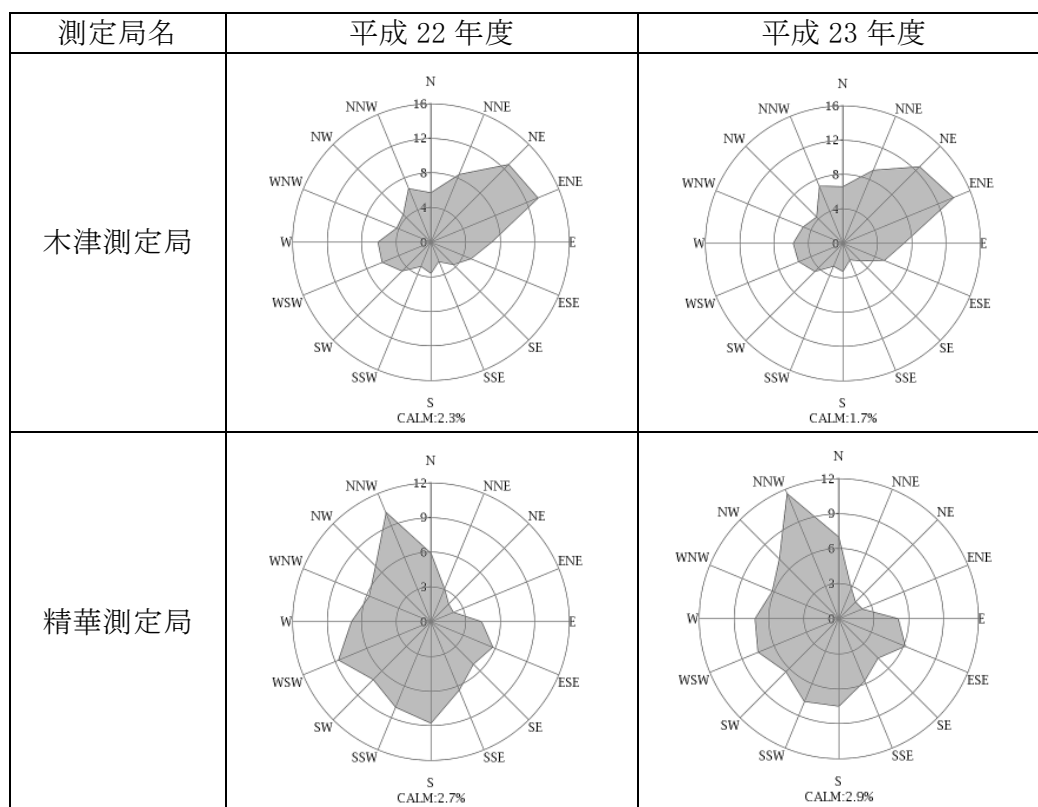 測定局名 平成 22 年度 平成 23 年度
木津測定局
N
NNW NNE
NW NE
WNW ENE
W E
WSW ESE
SW SE
SSW SSE
S
16
12
8
4
0
CALM:2.3%
N
NNW NNE
NW NE
WNW ENE
W E
WSW ESE
SW SE
SSW SSE
S
16
12
8
4
0
CALM:1.7%
精華測定局
N
NNW NNE
NW NE
WNW ENE
W E
WSW ESE
SW SE
SSW SSE
S
12
9
6
3
0
CALM:2.7%
N
NNW NNE
NW NE
WNW ENE
W E
WSW ESE
SW SE
SSW SSE
S
12
9
6
3
0
CALM:2.9%